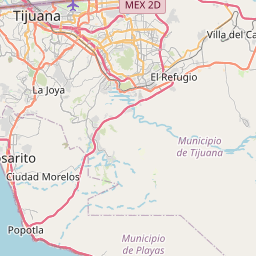 MEX 2D
Tijuana
Villa del Ca
El Refugio
La Joya
Municipio
de Tijuana
osarito
Ciudad Morelos
Popotla
Municipio
de Playas